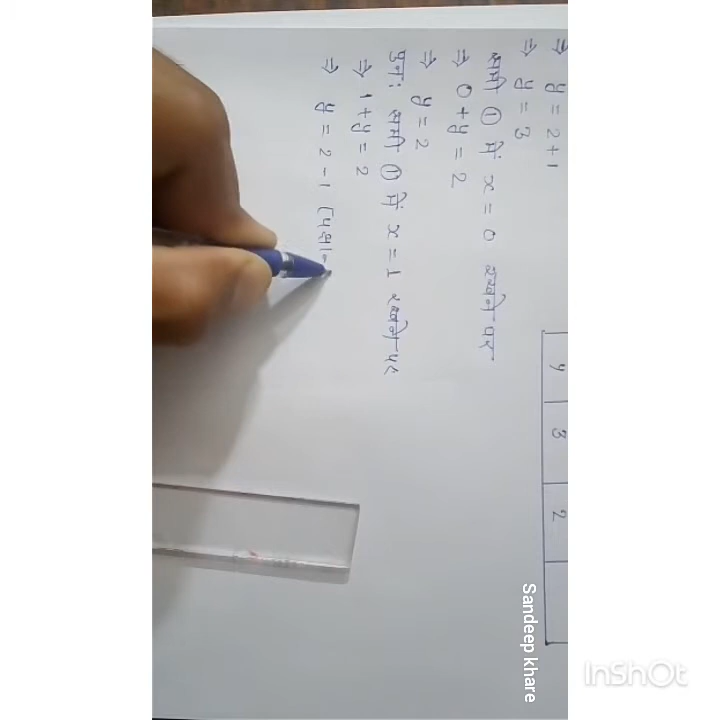 ⇒ y = 2 + 1
⇒ y = 3
समी ① में x = 0 रखने पर
⇒ 0 + y = 2
⇒ y = 2
पुनः समी ① में x = 1 रखने पर
⇒ 1 + y = 2
⇒ y = 2 - 1 [पक्षान्
y 3 2
Sandeep khare
InShOt